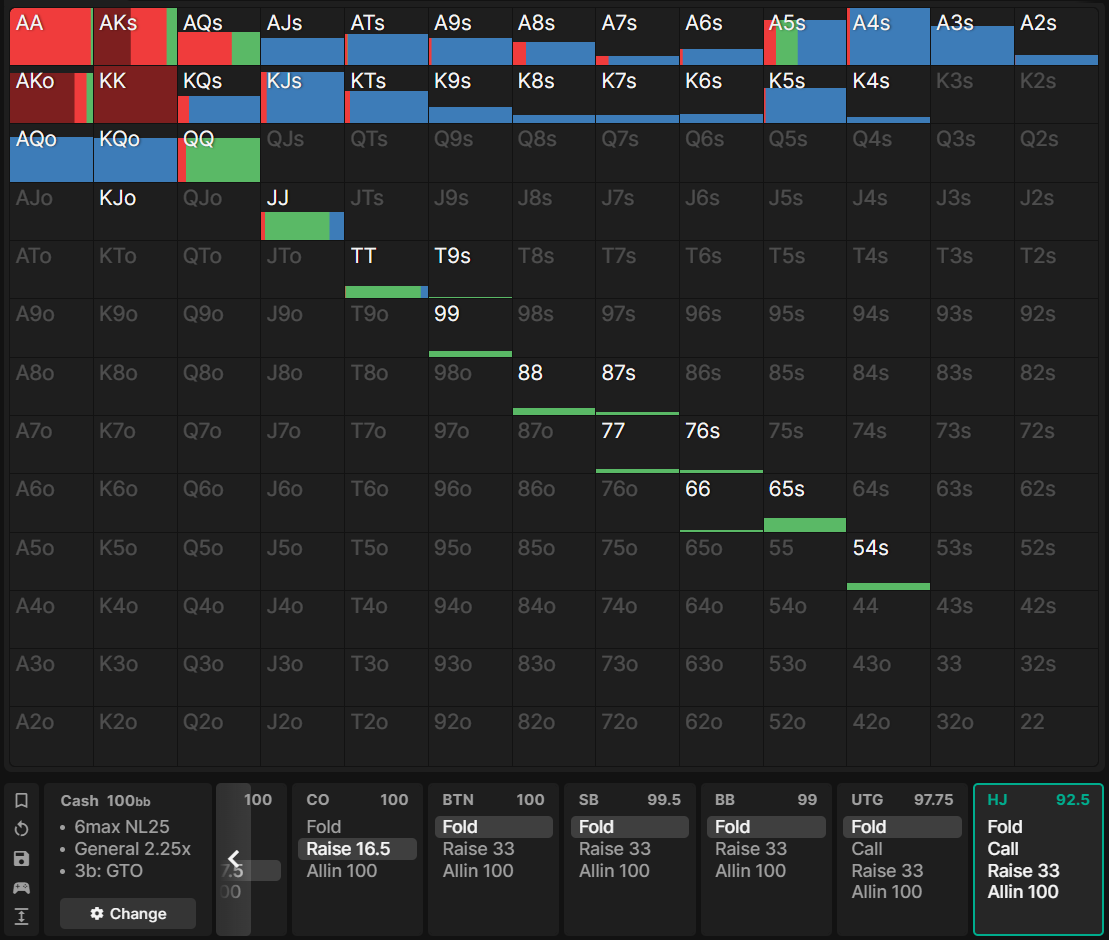 AA AKs AQs AJs ATs A9s A8s A7s A6s A5s A4s A3s A2s
AKo KK KQs KJs KTs K9s K8s K7s K6s K5s K4s K3s K2s
AQo KQo QQ QJs QTs Q9s Q8s Q7s Q6s Q5s Q4s Q3s Q2s
AJo KJo QJo JJ JTs J9s J8s J7s J6s J5s J4s J3s J2s
ATo KTo QTo JTo TT T9s T8s T7s T6s T5s T4s T3s T2s
A9o K9o Q9o J9o T9o 99 98s 97s 96s 95s 94s 93s 92s
A8o K8o Q8o J8o T8o 98o 88 87s 86s 85s 84s 83s 82s
A7o K7o Q7o J7o T7o 97o 87o 77 76s 75s 74s 73s 72s
A6o K6o Q6o J6o T6o 96o 86o 76o 66 65s 64s 63s 62s
A5o K5o Q5o J5o T5o 95o 85o 75o 65o 55 54s 53s 52s
A4o K4o Q4o J4o T4o 94o 84o 74o 64o 54o 44 43s 42s
A3o K3o Q3o J3o T3o 93o 83o 73o 63o 53o 43o 33 32s
A2o K2o Q2o J2o T2o 92o 82o 72o 62o 52o 42o 32o 22
Cash 100bb
• 6max NL25
• General 2.25x
• 3b: GTO
Change
100
7.5
00
CO 100
Fold
Raise 16.5
Allin 100
BTN 100
Fold
Raise 33
Allin 100
SB 99.5
Fold
Raise 33
Allin 100
BB 99
Fold
Raise 33
Allin 100
UTG 97.75
Fold
Call
Raise 33
Allin 100
HJ 92.5
Fold
Call
Raise 33
Allin 100